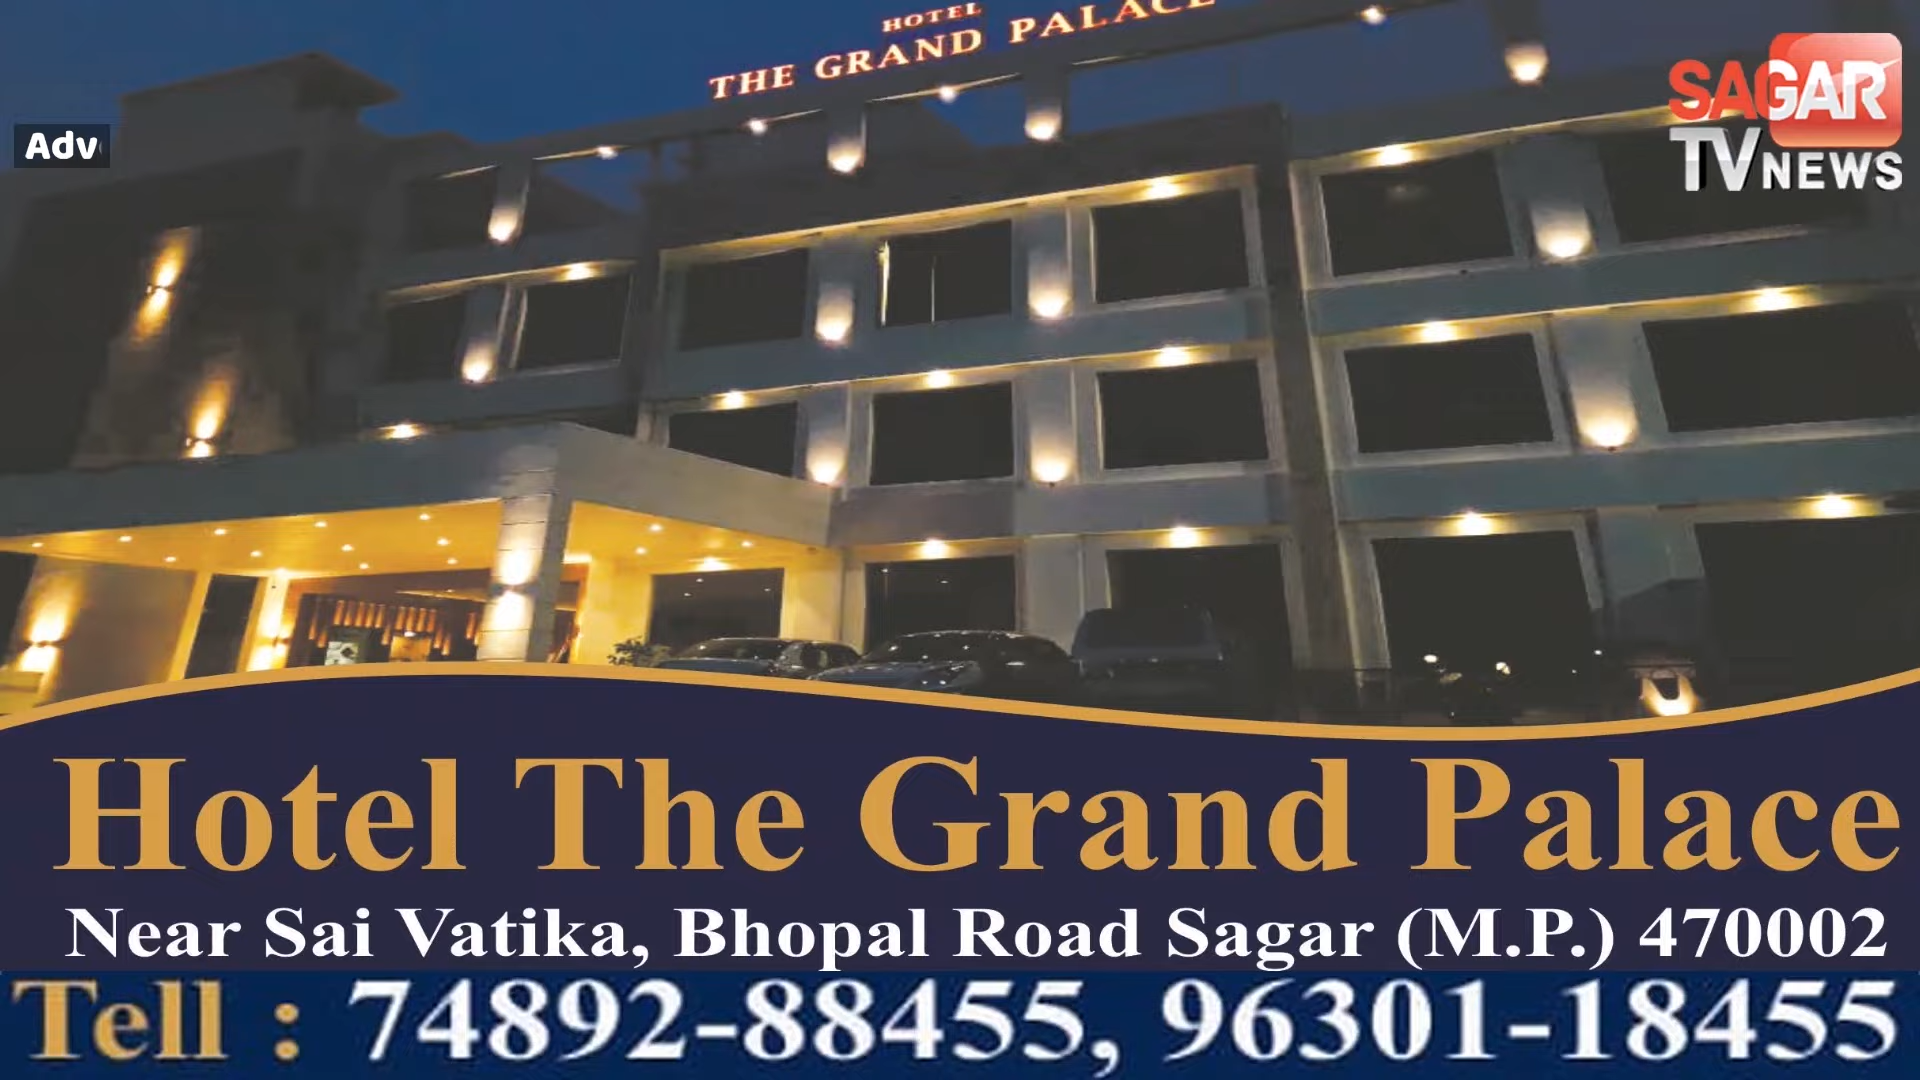 HOTEL
THE GRAND PALACE
SAGAR
TV NEWS
Adv
Hotel The Grand Palace
Near Sai Vatika, Bhopal Road Sagar (M.P.) 470002
Tell : 74892-88455, 96301-18455